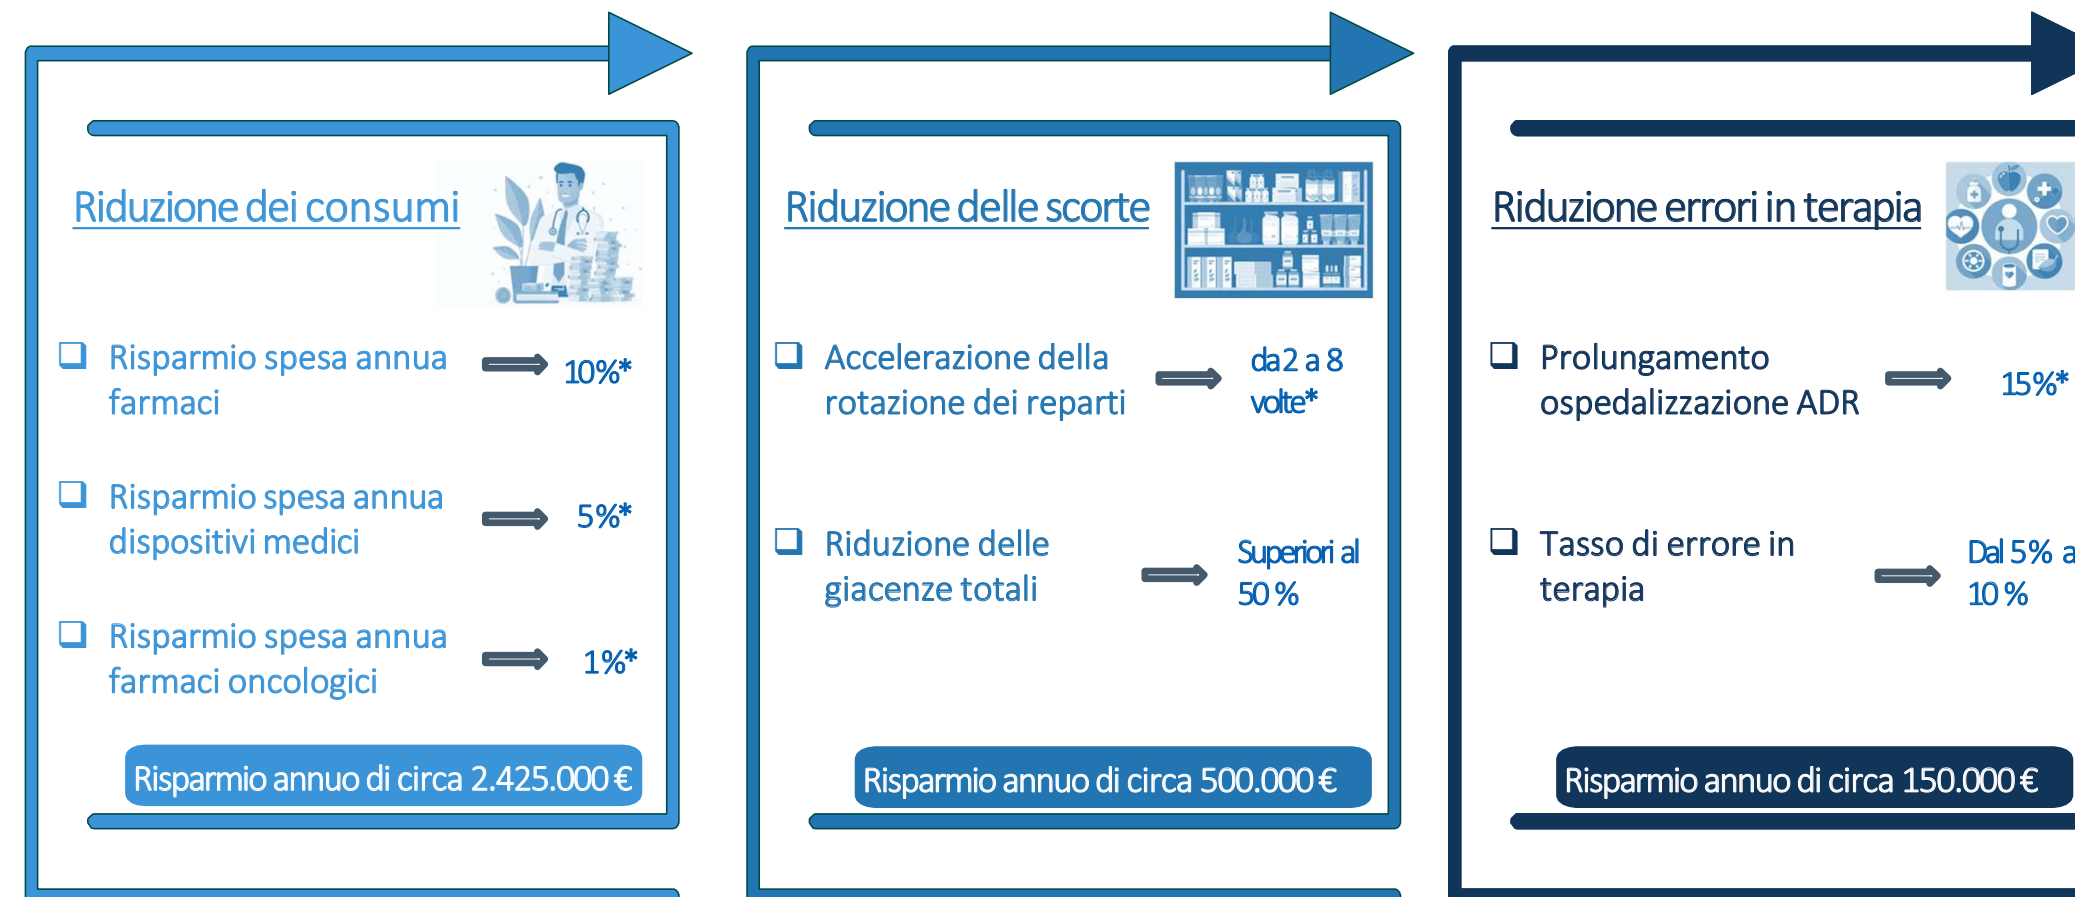 Riduzione dei consumi
Risparmio spesa annua
farmaci
10%*
Risparmio spesa annua
dispositivi medici
5%*
Risparmio spesa annua
farmaci oncologici
1%*
Risparmio annuo di circa 2.425.000 €
Riduzione delle scorte
Accelerazione della
rotazione dei reparti
da 2 a 8
volte*
Riduzione delle
giacenze totali
Superiori al
50 %
Risparmio annuo di circa 500.000 €
Riduzione errori in terapia
Prolungamento
ospedalizzazione ADR
15%*
Tasso di errore in
terapia
Dal 5% a
10 %
Risparmio annuo di circa 150.000 €